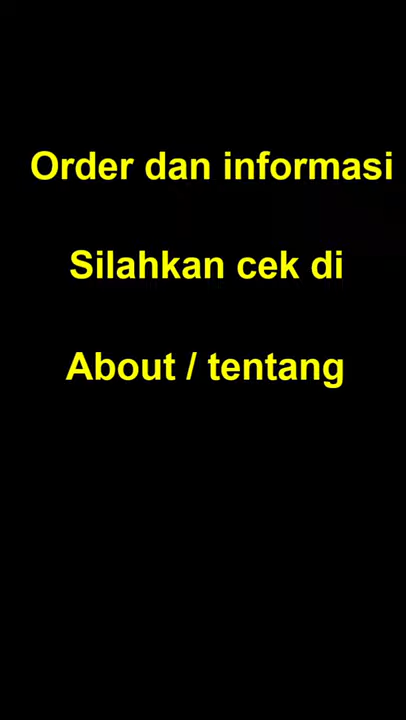 Order dan informasi
Silahkan cek di
About / tentang